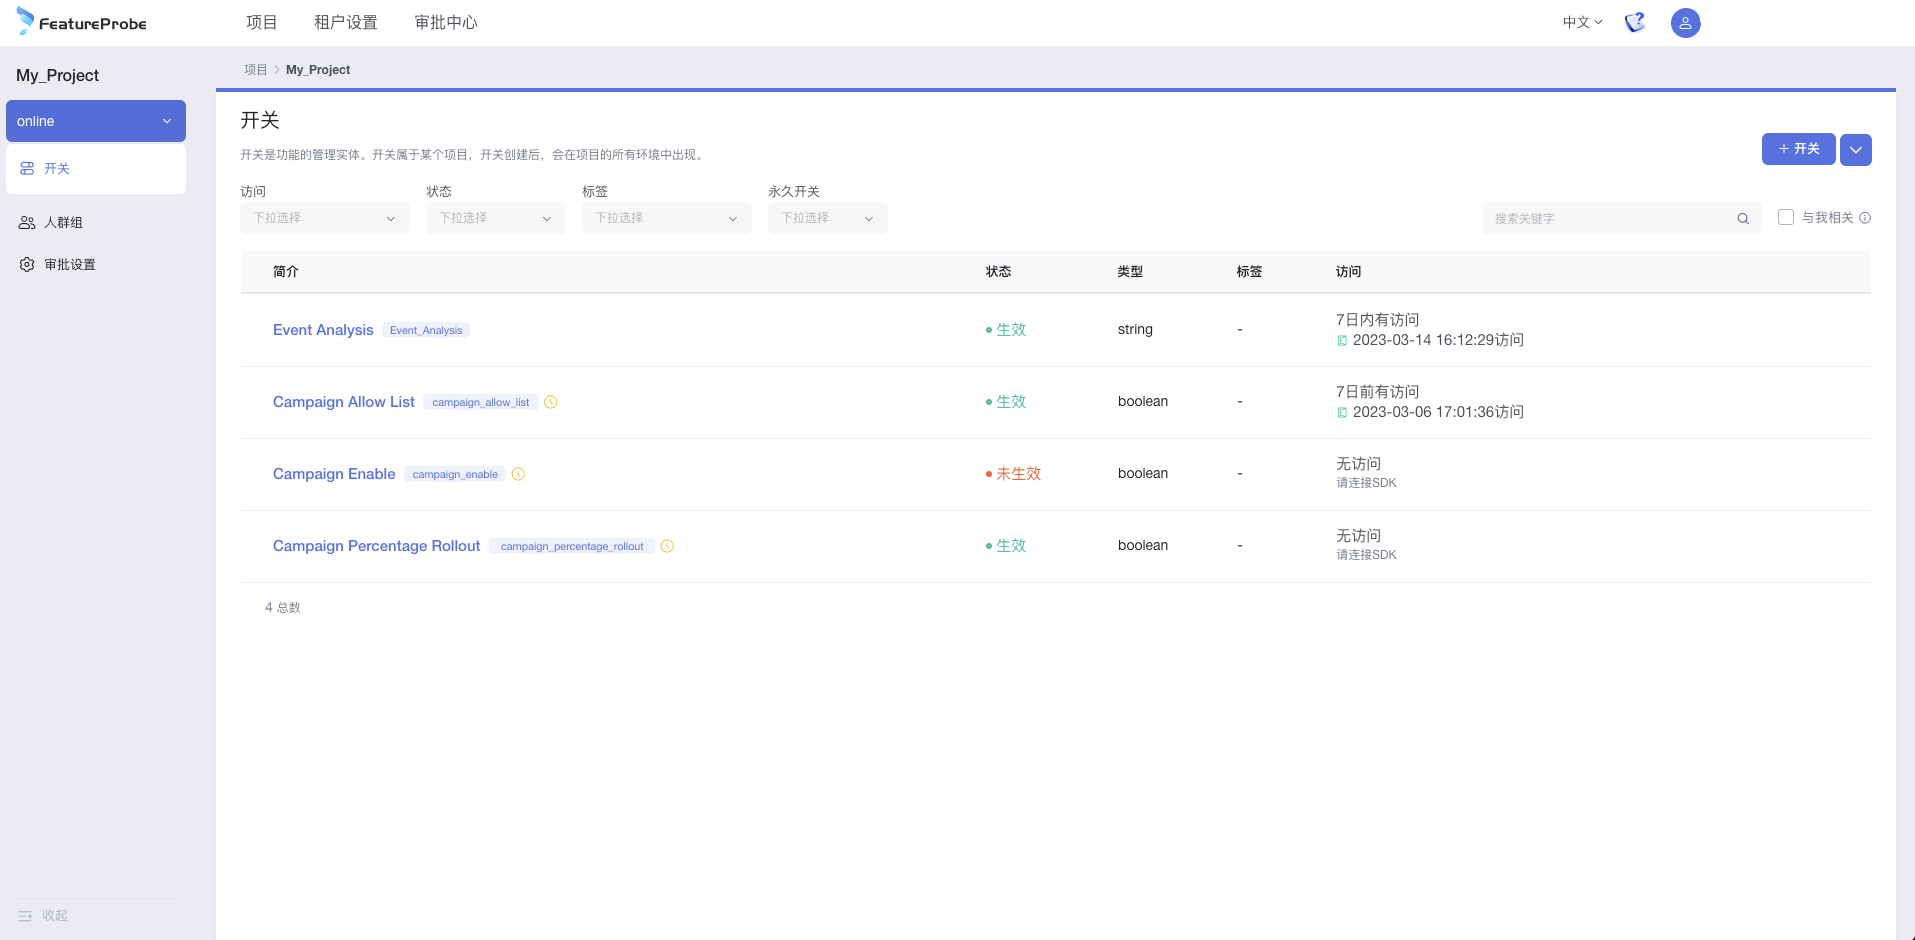 FeatureProbe
项目 租户设置 审批中心
中文
My_Project
online
开关
人群组
审批设置
收起
项目 My_Project
开关
开关是功能的管理实体。开关属于某个项目，开关创建后，会在项目的所有环境中出现。
+ 开关
访问 状态 标签 永久开关
下拉选择 下拉选择 下拉选择 下拉选择
搜索关键字 与我相关
简介 状态 类型 标签 访问
Event Analysis Event_Analysis 生效 string - 7日内有访问
2023-03-14 16:12:29访问
Campaign Allow List campaign_allow_list 生效 boolean - 7日前有访问
2023-03-06 17:01:36访问
Campaign Enable campaign_enable 未生效 boolean - 无访问
请连接SDK
Campaign Percentage Rollout campaign_percentage_rollout 生效 boolean - 无访问
请连接SDK
4 总数